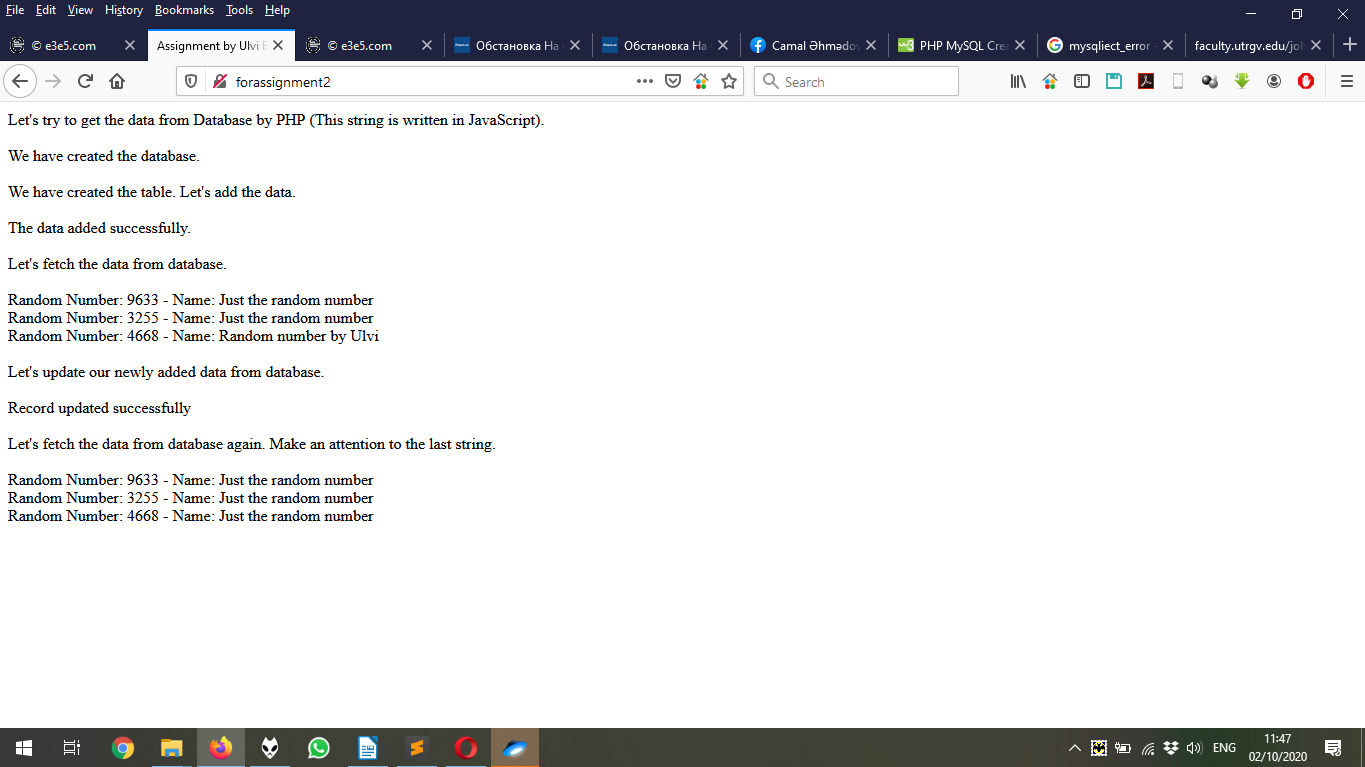 File Edit View History Bookmarks Tools Help
© e3e5.com
Assignment by Ulvi
© e3e5.com
Обстановка На
Обстановка На
Camal Əhmədo
PHP MySQL Crea
mysqliect_error -
faculty.utrgv.edu/joh
forassignment2
Search
Let's try to get the data from Database by PHP (This string is written in JavaScript).
We have created the database.
We have created the table. Let's add the data.
The data added successfully.
Let's fetch the data from database.
Random Number: 9633 - Name: Just the random number
Random Number: 3255 - Name: Just the random number
Random Number: 4668 - Name: Random number by Ulvi
Let's update our newly added data from database.
Record updated successfully
Let's fetch the data from database again. Make an attention to the last string.
Random Number: 9633 - Name: Just the random number
Random Number: 3255 - Name: Just the random number
Random Number: 4668 - Name: Just the random number
ENG
11:47
02/10/2020